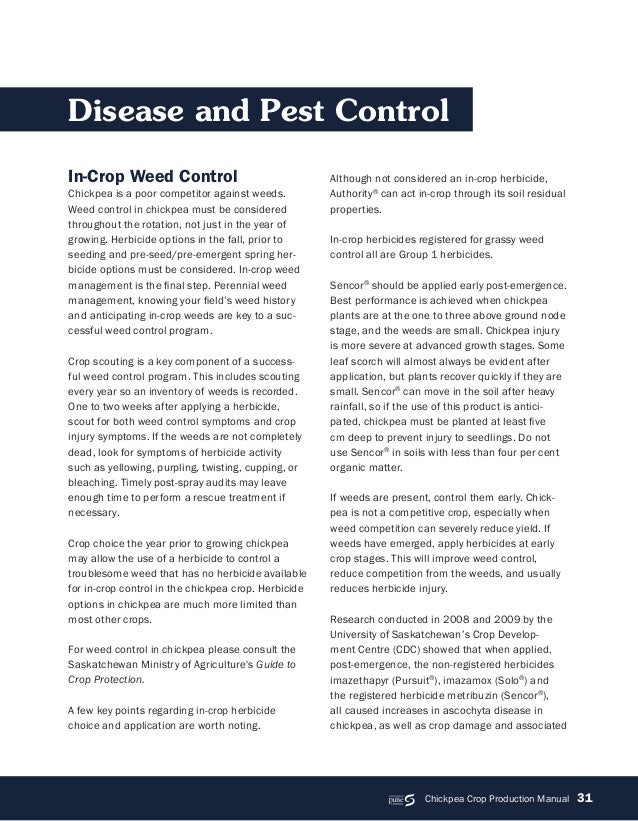 Disease and Pest Control
In-Crop Weed Control
Chickpea is a poor competitor against weeds.
Weed control in chickpea must be considered
throughout the rotation, not just in the year of
growing. Herbicide options in the fall, prior to
seeding and pre-seed/pre-emergent spring her-
bicide options must be considered. In-crop weed
management is the final step. Perennial weed
management, knowing your field's weed history
and anticipating in-crop weeds are key to a suc-
cessful weed control program.
Crop scouting is a key component of a success-
ful weed control program. This includes scouting
every year so an inventory of weeds is recorded.
One to two weeks after applying a herbicide,
scout for both weed control symptoms and crop
injury symptoms. If the weeds are not completely
dead, look for symptoms of herbicide activity
such as yellowing, purpling, twisting, cupping, or
bleaching. Timely post-spray audits may leave
enough time to perform a rescue treatment if
necessary.
Crop choice the year prior to growing chickpea
may allow the use of a herbicide to control a
troublesome weed that has no herbicide available
for in-crop control in the chickpea crop. Herbicide
options in chickpea are much more limited than
most other crops.
For weed control in chickpea please consult the
Saskatchewan Ministry of Agriculture's Guide to
Crop Protection.
A few key points regarding in-crop herbicide
choice and application are worth noting.
Although not considered an in-crop herbicide,
Authority® can act in-crop through its soil residual
properties.
In-crop herbicides registered for grassy weed
control all are Group 1 herbicides.
Sencor® should be applied early post-emergence.
Best performance is achieved when chickpea
plants are at the one to three above ground node
stage, and the weeds are small. Chickpea injury
is more severe at advanced growth stages. Some
leaf scorch will almost always be evident after
application, but plants recover quickly if they are
small. Sencor® can move in the soil after heavy
rainfall, so if the use of this product is antici-
pated, chickpea must be planted at least five
cm deep to prevent injury to seedlings. Do not
use Sencor® in soils with less than four per cent
organic matter.
If weeds are present, control them early. Chick-
pea is not a competitive crop, especially when
weed competition can severely reduce yield. If
weeds have emerged, apply herbicides at early
crop stages. This will improve weed control,
reduce competition from the weeds, and usually
reduces herbicide injury.
Research conducted in 2008 and 2009 by the
University of Saskatchewan's Crop Develop-
ment Centre (CDC) showed that when applied,
post-emergence, the non-registered herbicides
imazethapyr (Pursuit®), imazamox (Solo®) and
the registered herbicide metribuzin (Sencor®),
all caused increases in ascochyta disease in
chickpea, as well as crop damage and associated
pulse
Chickpea Crop Production Manual 31